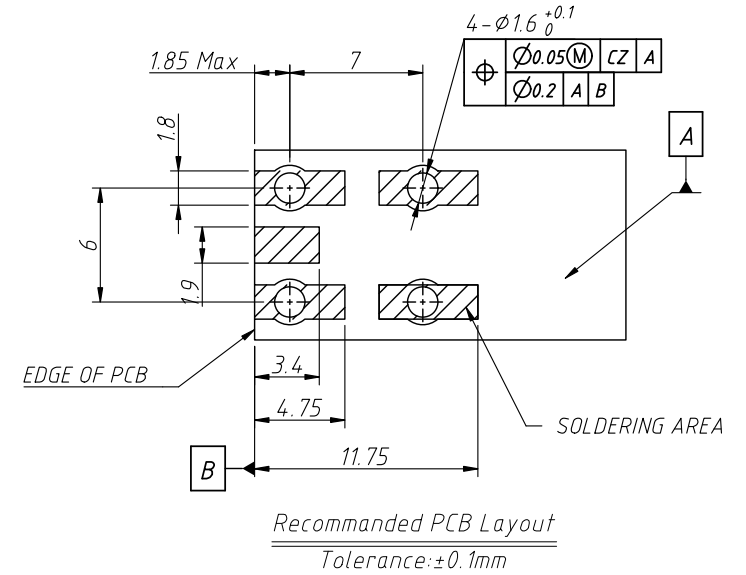 4-Ø1.6 +0.1 0
⌖ Ø0.05Ⓜ CZ A
Ø0.2 A B
1.85 Max
7
A
1.8
6
1.9
3.4
EDGE OF PCB
4.75
SOLDERING AREA
11.75
B
Recommanded PCB Layout
Tolerance:±0.1mm